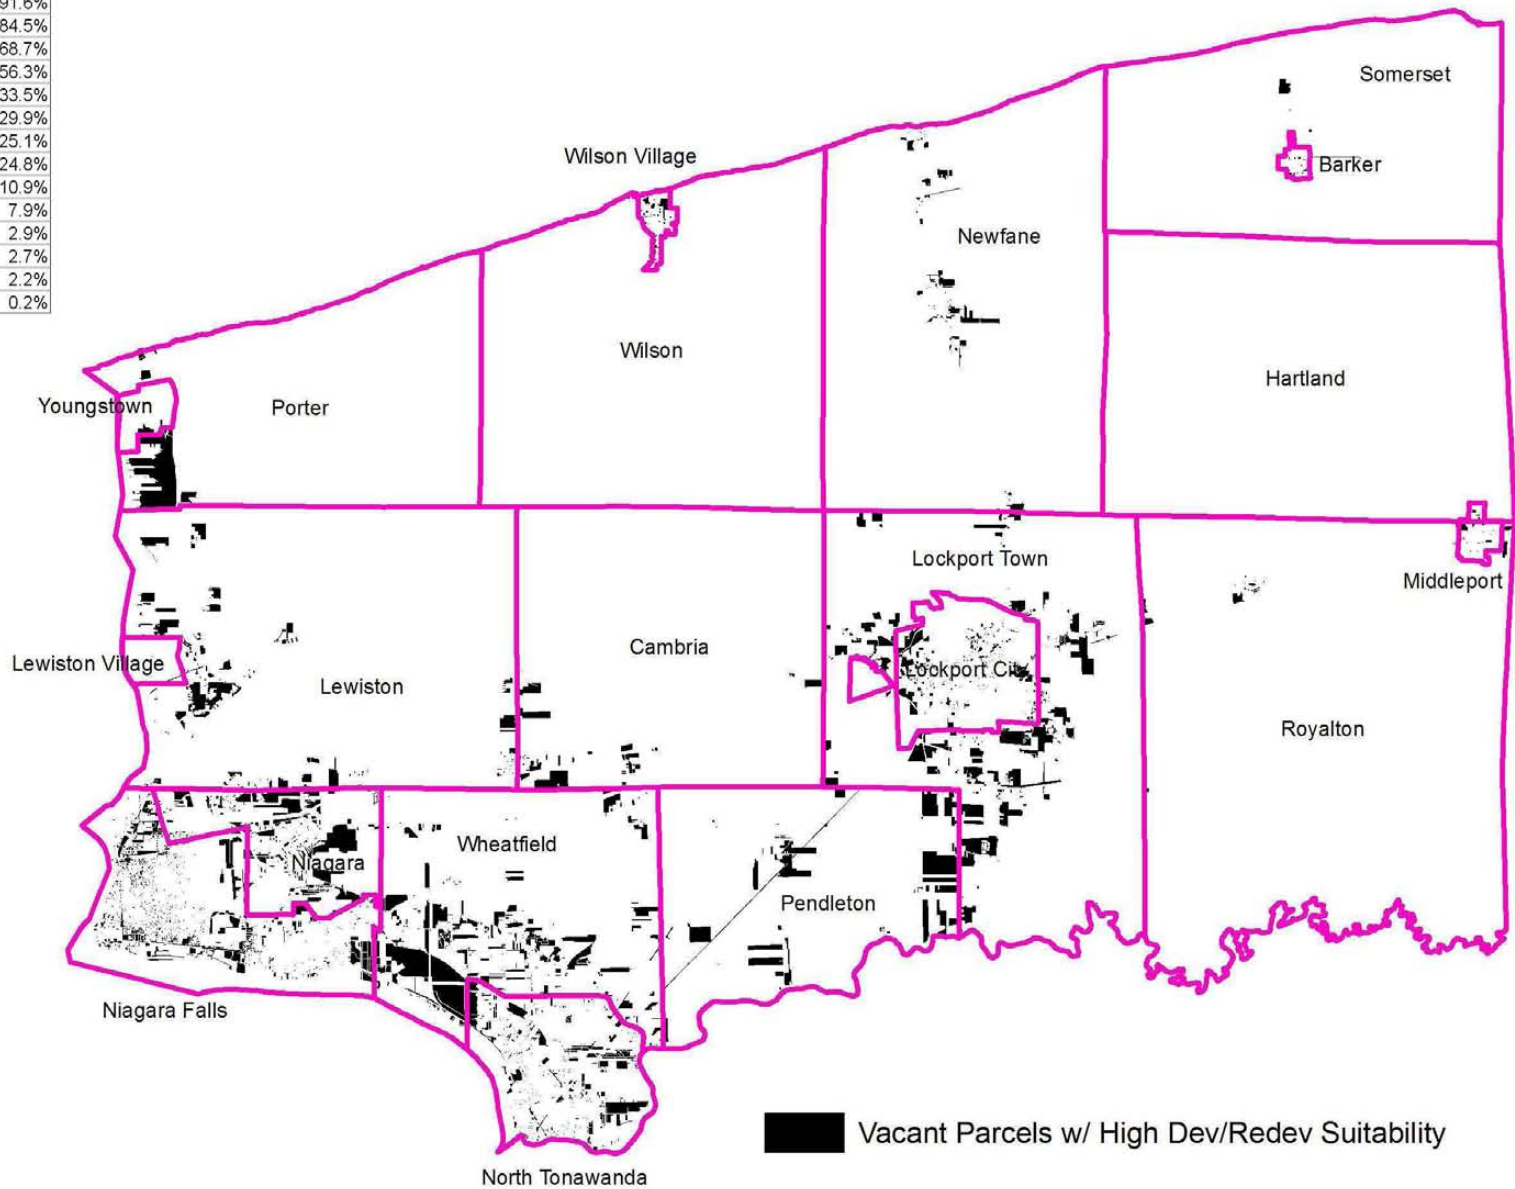 91.6%
84.5%
68.7%
56.3%
33.5%
29.9%
25.1%
24.8%
10.9%
7.9%
2.9%
2.7%
2.2%
0.2%
Somerset
Wilson Village
Barker
Newfane
Wilson
Hartland
Youngstown
Porter
Lockport Town
Middleport
Cambria
Lewiston Village
Lockport City
Lewiston
Royalton
Wheatfield
Niagara
Pendleton
Niagara Falls
Vacant Parcels w/ High Dev/Redev Suitability
North Tonawanda